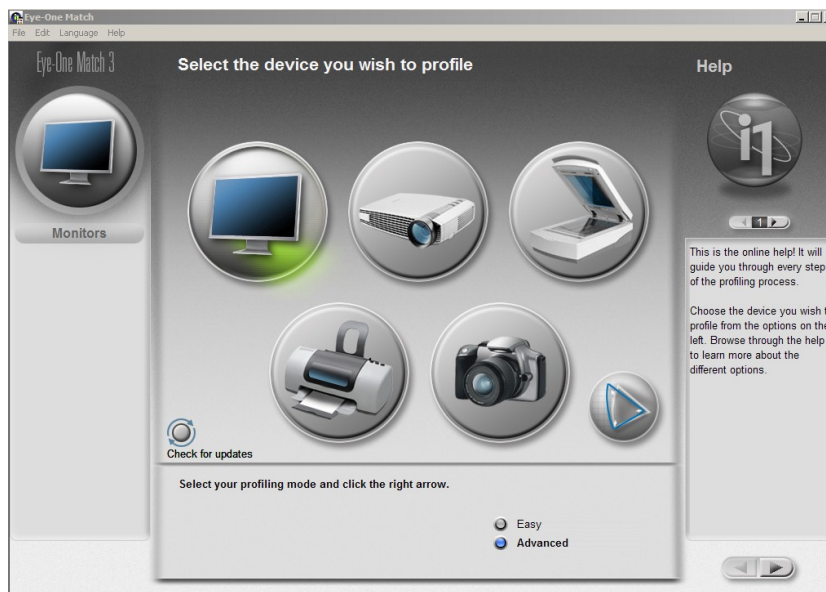 Eye-One Match
File Edit Language Help
Eye-One Match 3
Select the device you wish to profile
Help
i1
Monitors
1
This is the online help! It will
guide you through every step
of the profiling process.
Choose the device you wish t
profile from the options on the
left. Browse through the help
to learn more about the
different options.
Check for updates
Select your profiling mode and click the right arrow.
Easy
Advanced